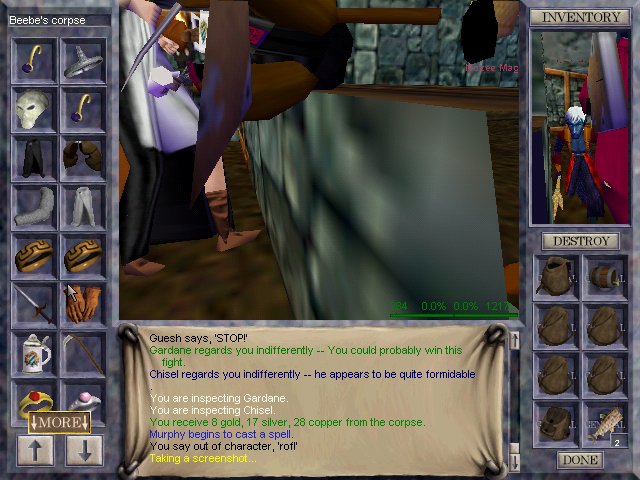 Beebe's corpse
INVENTORY
DESTROY
DONE
2
MORE
0.0% 0.0%
Guesh says, 'STOP!'
Gardane regards you indifferently -- You could probably win this
fight.
Chisel regards you indifferently -- he appears to be quite formidable
.
You are inspecting Gardane.
You are inspecting Chisel.
You receive 6 gold, 17 silver, 28 copper from the corpse.
Murphy begins to cast a spell.
You say out of character, 'rofl'
Taking a screenshot...